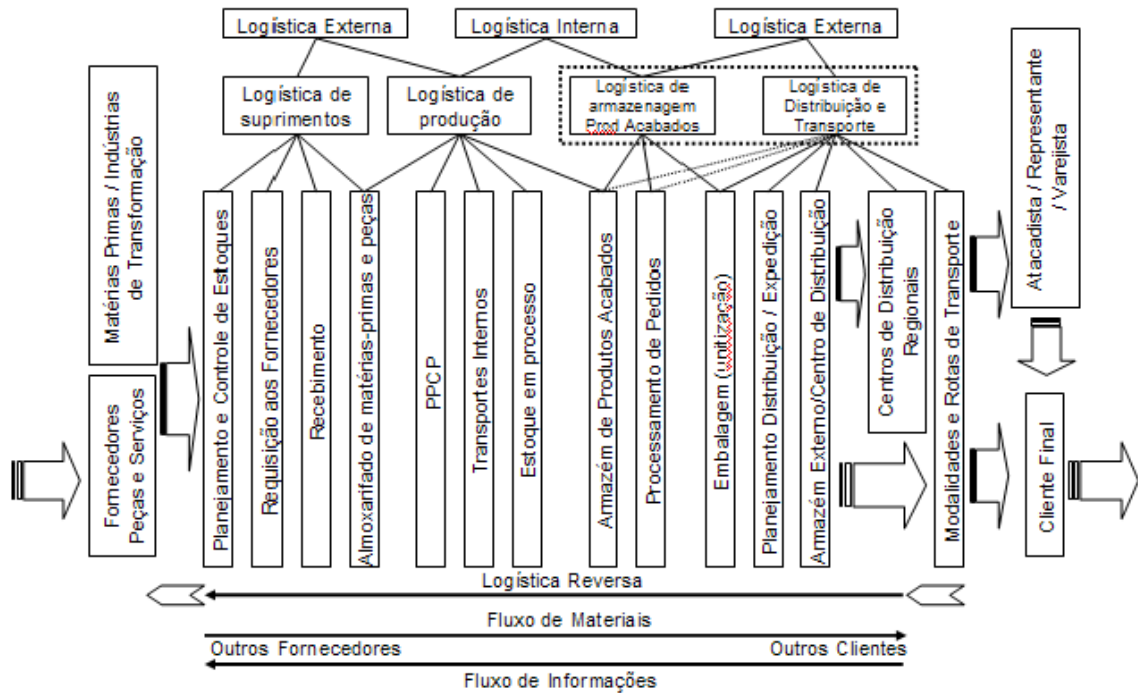 Logística Externa
Logística Interna
Logística Externa
Logística de
suprimentos
Logística de
produção
Logística de
armazenagem
Prod Acabados
Logística de
Distribuição e
Transporte
Matérias Primas / Indústrias
de Transformação
Fornecedores
Peças e Serviços
Planejamento e Controle de Estoques
Requisição aos Fornecedores
Recebimento
Almoxarifado de matérias-primas e peças
PPCP
Transportes Internos
Estoque em processo
Armazém de Produtos Acabados
Processamento de Pedidos
Embalagem (unitização)
Planejamento Distribuição / Expedição
Armazém Externo/Centro de Distribuição
Centros de Distribuição
Regionais
Modalidades e Rotas de Transporte
Atacadista / Representante
/ Varejista
Cliente Final
Logística Reversa
Fluxo de Materiais
Outros Fornecedores
Outros Clientes
Fluxo de Informações